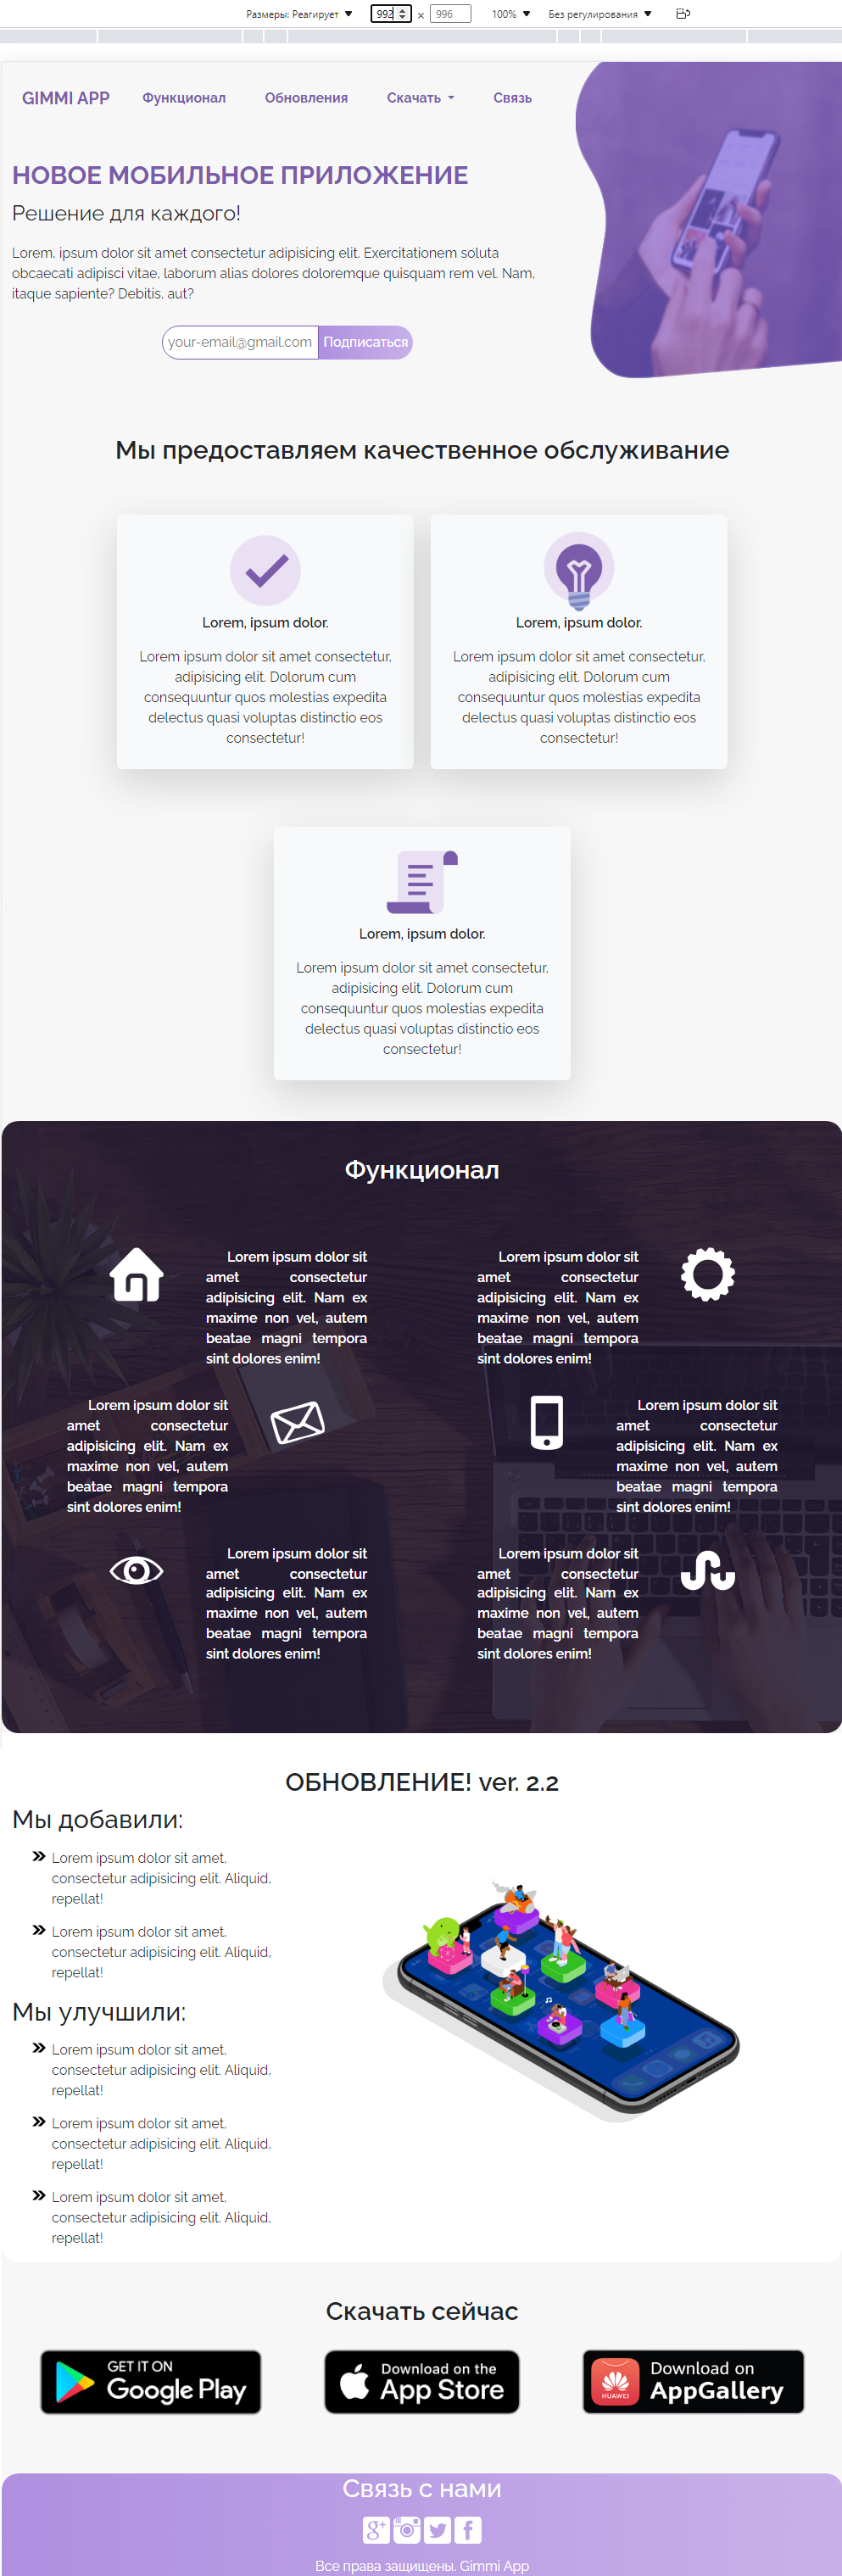 Размеры: Реагирует ▼ 992 × 996 100% ▼ Без регулирования ▼
GIMMI APP Функционал Обновления Скачать Связь
НОВОЕ МОБИЛЬНОЕ ПРИЛОЖЕНИЕ
Решение для каждого!
Lorem, ipsum dolor sit amet consectetur adipisicing elit. Exercitationem soluta
obcaecati adipisci vitae, laborum alias dolores doloremque quisquam rem vel. Nam,
itaque sapiente? Debitis, aut?
your-email@gmail.com Подписаться
Мы предоставляем качественное обслуживание
Lorem, ipsum dolor.
Lorem ipsum dolor sit amet consectetur,
adipisicing elit. Dolorum cum
consequuntur quos molestias expedita
delectus quasi voluptas distinctio eos
consectetur!
Lorem, ipsum dolor.
Lorem ipsum dolor sit amet consectetur,
adipisicing elit. Dolorum cum
consequuntur quos molestias expedita
delectus quasi voluptas distinctio eos
consectetur!
Lorem, ipsum dolor.
Lorem ipsum dolor sit amet consectetur,
adipisicing elit. Dolorum cum
consequuntur quos molestias expedita
delectus quasi voluptas distinctio eos
consectetur!
Функционал
Lorem ipsum dolor sit
amet consectetur
adipisicing elit. Nam ex
maxime non vel, autem
beatae magni tempora
sint dolores enim!
Lorem ipsum dolor sit
amet consectetur
adipisicing elit. Nam ex
maxime non vel, autem
beatae magni tempora
sint dolores enim!
Lorem ipsum dolor sit
amet consectetur
adipisicing elit. Nam ex
maxime non vel, autem
beatae magni tempora
sint dolores enim!
Lorem ipsum dolor sit
amet consectetur
adipisicing elit. Nam ex
maxime non vel, autem
beatae magni tempora
sint dolores enim!
Lorem ipsum dolor sit
amet consectetur
adipisicing elit. Nam ex
maxime non vel, autem
beatae magni tempora
sint dolores enim!
Lorem ipsum dolor sit
amet consectetur
adipisicing elit. Nam ex
maxime non vel, autem
beatae magni tempora
sint dolores enim!
ОБНОВЛЕНИЕ! ver. 2.2
Мы добавили:
Lorem ipsum dolor sit amet,
consectetur adipisicing elit. Aliquid,
repellat!
Lorem ipsum dolor sit amet,
consectetur adipisicing elit. Aliquid,
repellat!
Мы улучшили:
Lorem ipsum dolor sit amet,
consectetur adipisicing elit. Aliquid,
repellat!
Lorem ipsum dolor sit amet,
consectetur adipisicing elit. Aliquid,
repellat!
Lorem ipsum dolor sit amet,
consectetur adipisicing elit. Aliquid,
repellat!
Скачать сейчас
GET IT ON
Google Play
Download on the
App Store
HUAWEI
Download on
AppGallery
Связь с нами
Все права защищены. Gimmi App